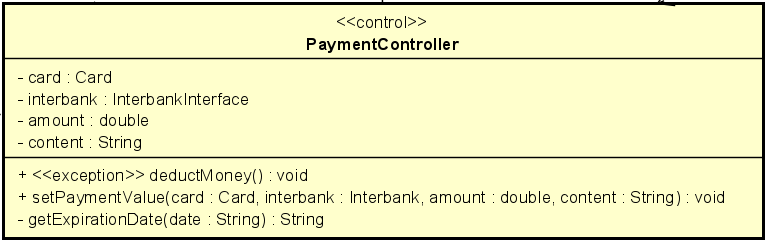 <<control>>
PaymentController
- card : Card
- interbank : InterbankInterface
- amount : double
- content : String
+ <<exception>> deductMoney() : void
+ setPaymentValue(card : Card, interbank : Interbank, amount : double, content : String) : void
- getExpirationDate(date : String) : String